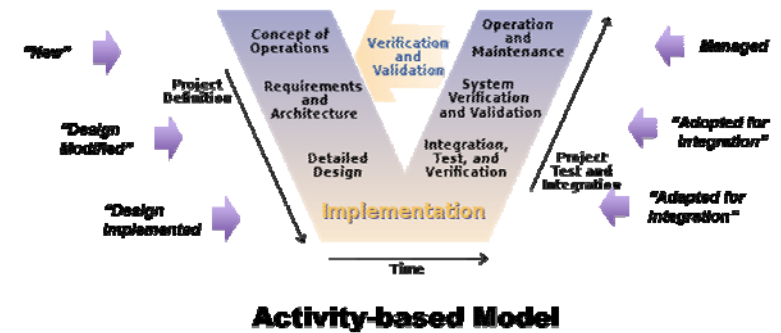 "New"
"Design
Modified"
"Design
Implemented
Project
Definition
Concept of
Operations
Requirements
and
Architecture
Detailed
Design
Verification
and
Validation
Implementation
Operation
and
Maintenance
System
Verification
and Validation
Integration,
Test, and
Verification
Project
Test and
Integration
Managed
"Adopted for
Integration"
"Adapted for
Integration"
Time
Activity-based Model